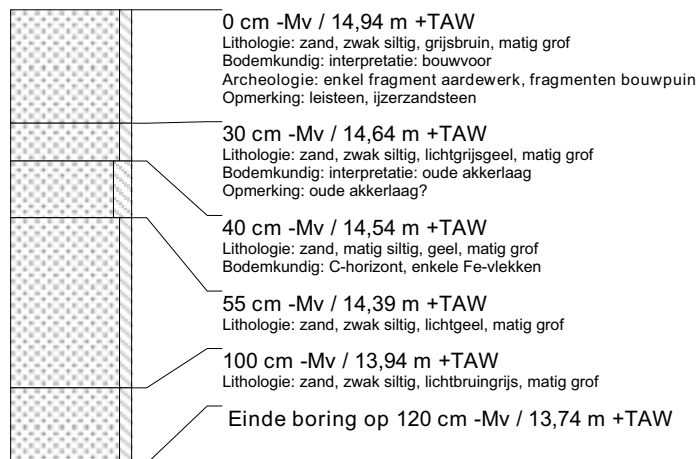 0 cm -Mv / 14,94 m +TAW
Lithologie: zand, zwak siltig, grijsbruin, matig grof
Bodemkundig: interpretatie: bouwvoor
Archeologie: enkel fragment aardewerk, fragmenten bouwpuin
Opmerking: leisteen, ijzerzandsteen
30 cm -Mv / 14,64 m +TAW
Lithologie: zand, zwak siltig, lichtgrijsgeel, matig grof
Bodemkundig: interpretatie: oude akkerlaag
Opmerking: oude akkerlaag?
40 cm -Mv / 14,54 m +TAW
Lithologie: zand, matig siltig, geel, matig grof
Bodemkundig: C-horizont, enkele Fe-vlekken
55 cm -Mv / 14,39 m +TAW
Lithologie: zand, zwak siltig, lichtgeel, matig grof
100 cm -Mv / 13,94 m +TAW
Lithologie: zand, zwak siltig, lichtbruingrijs, matig grof
Einde boring op 120 cm -Mv / 13,74 m +TAW